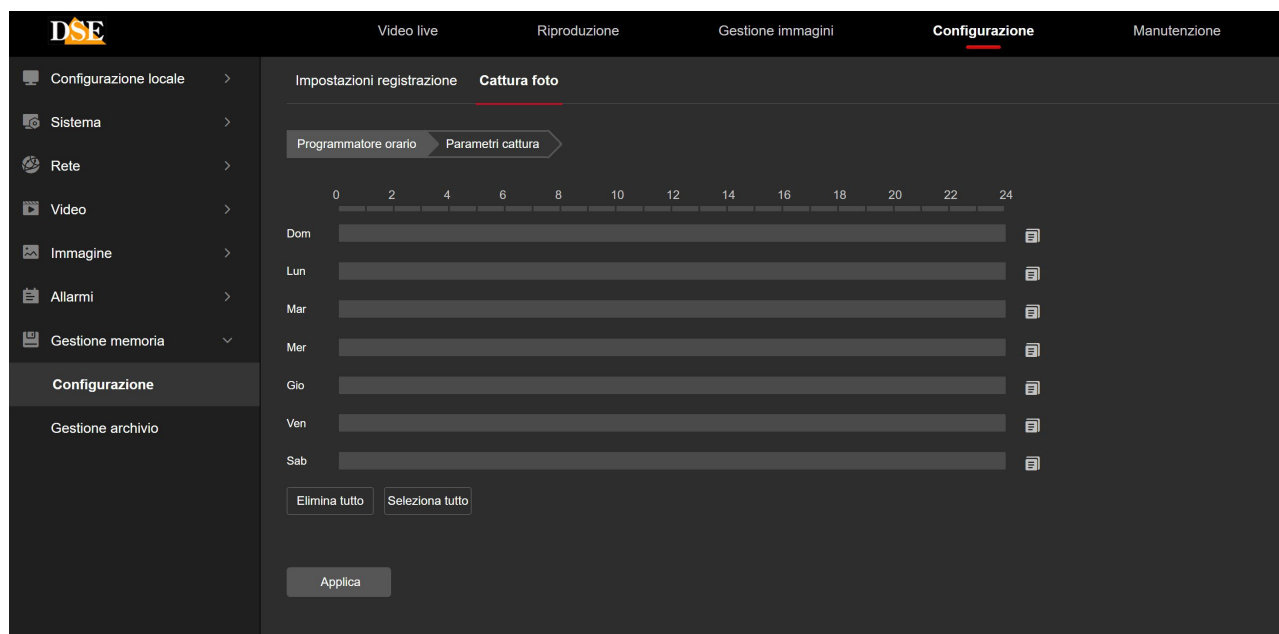 DSE
Video live Riproduzione Gestione immagini Configurazione Manutenzione
Configurazione locale
Sistema
Rete
Video
Immagine
Allarmi
Gestione memoria
Configurazione
Gestione archivio
Impostazioni registrazione Cattura foto
Programmatore orario Parametri cattura
0 2 4 6 8 10 12 14 16 18 20 22 24
Dom
Lun
Mar
Mer
Gio
Ven
Sab
Elimina tutto Seleziona tutto
Applica